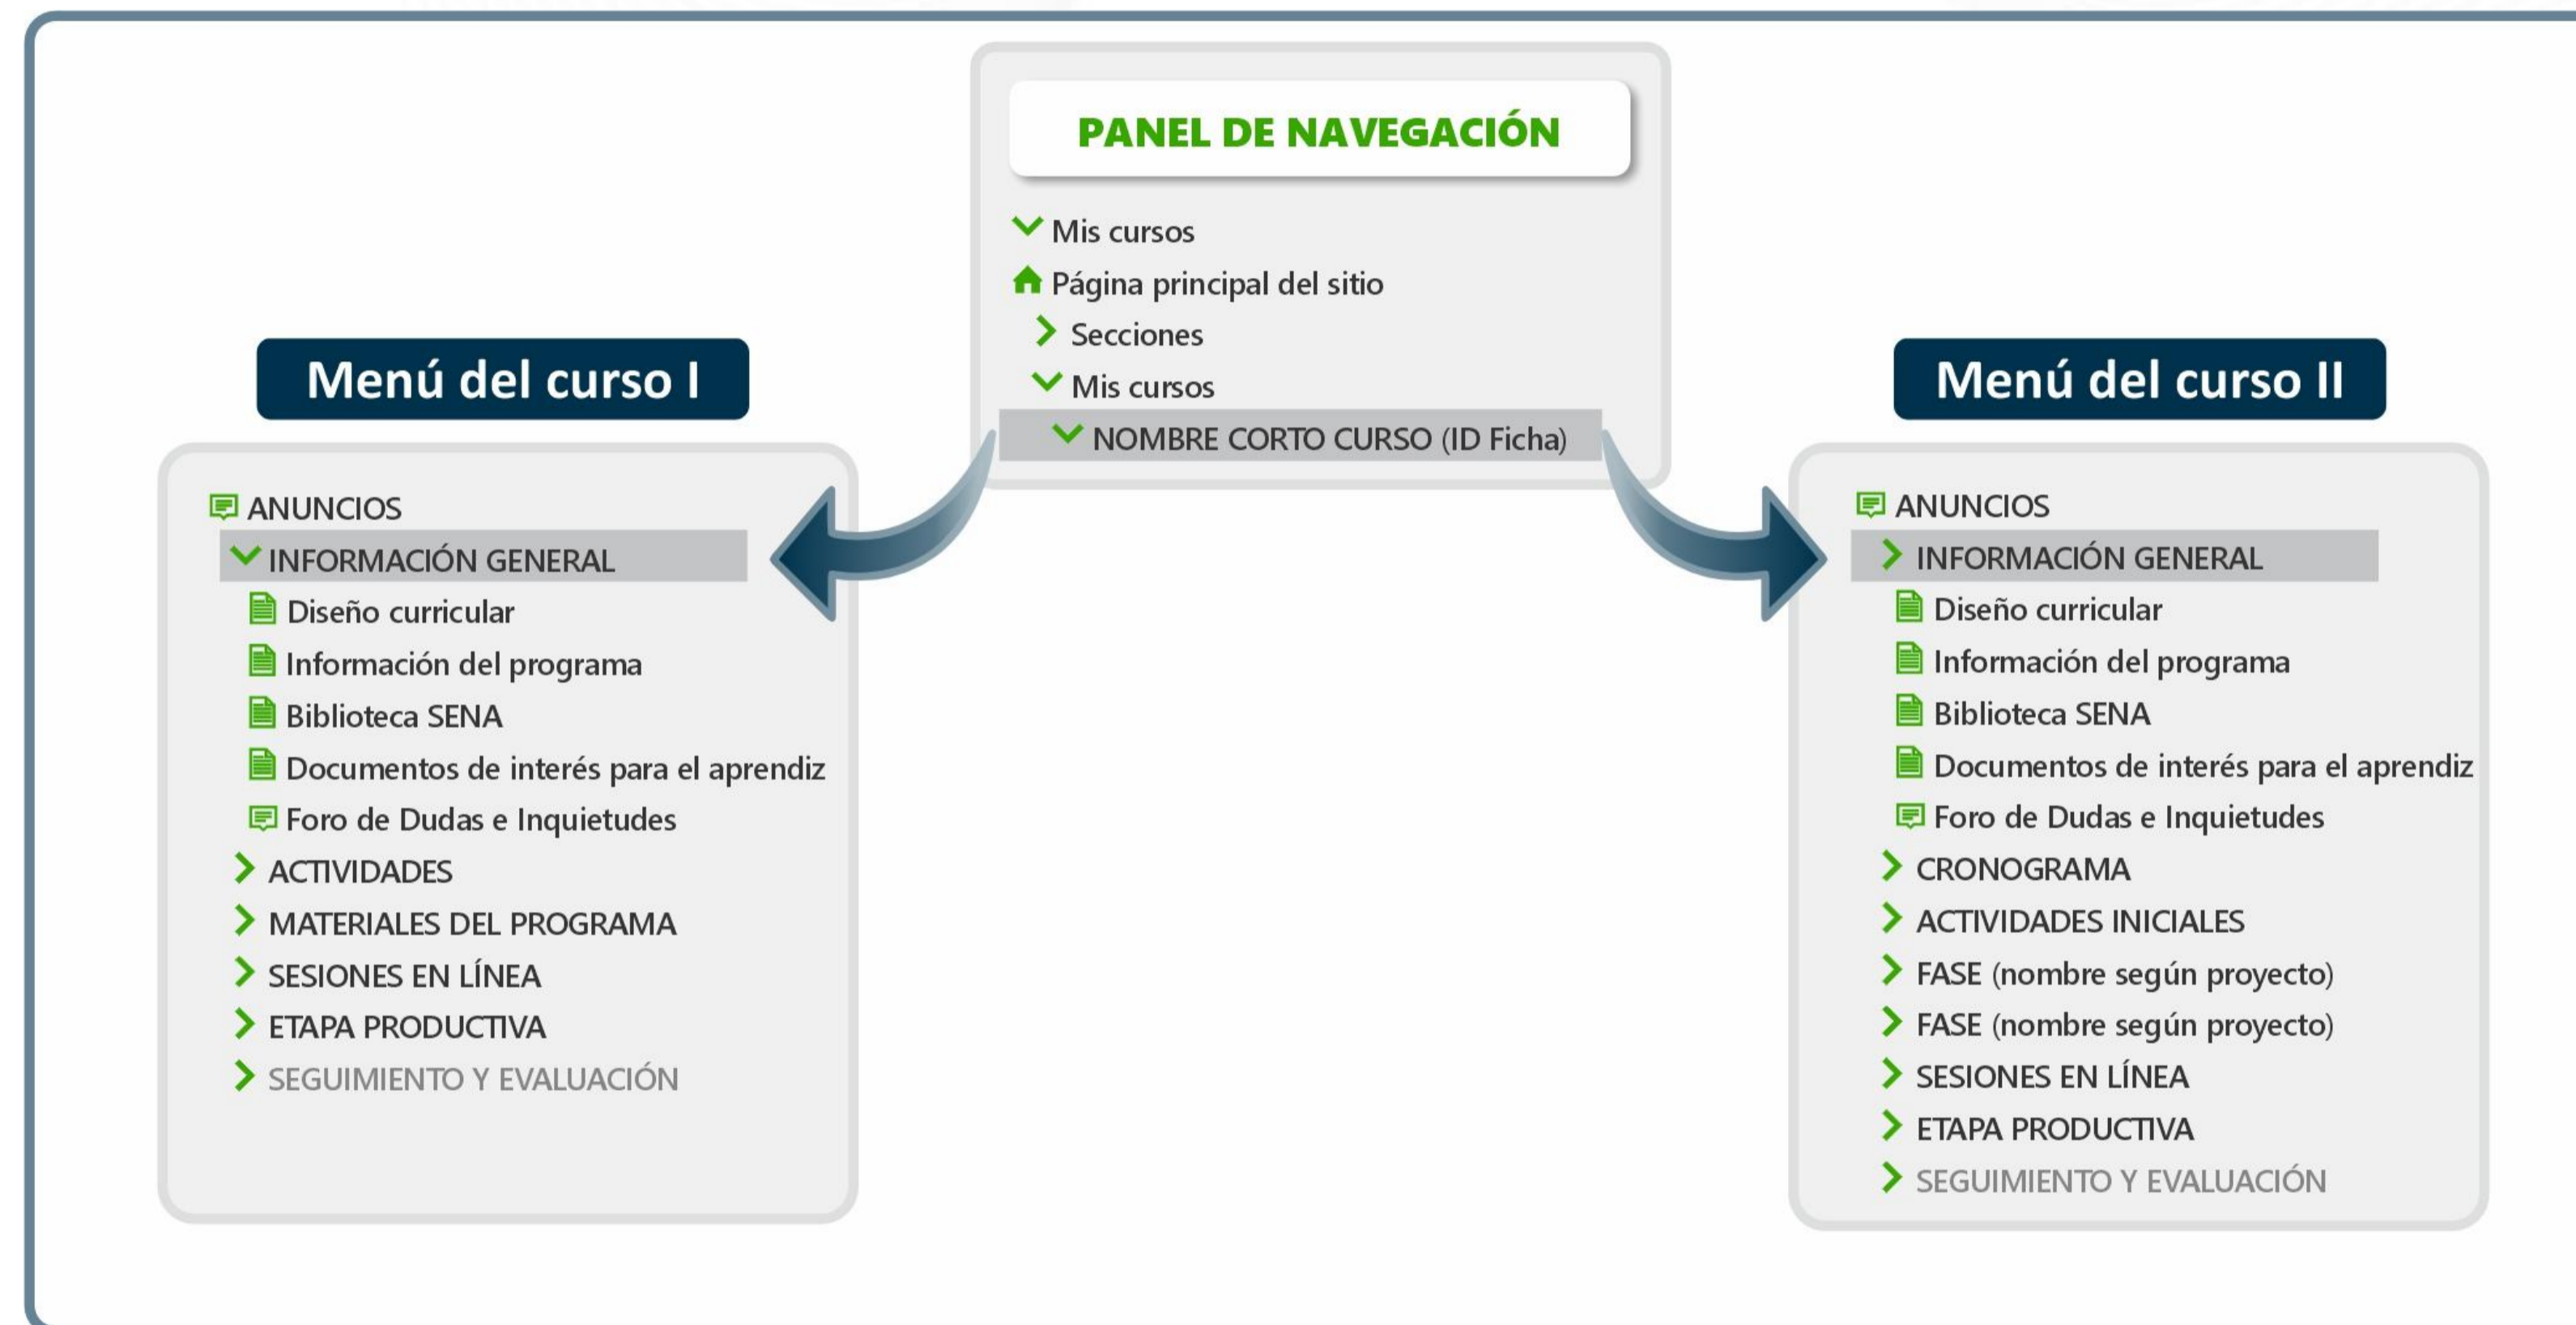 PANEL DE NAVEGACIÓN
Mis cursos
Página principal del sitio
Secciones
Mis cursos
NOMBRE CORTO CURSO (ID Ficha)
Menú del curso I
ANUNCIOS
INFORMACIÓN GENERAL
Diseño curricular
Información del programa
Biblioteca SENA
Documentos de interés para el aprendiz
Foro de Dudas e Inquietudes
ACTIVIDADES
MATERIALES DEL PROGRAMA
SESIONES EN LÍNEA
ETAPA PRODUCTIVA
SEGUIMIENTO Y EVALUACIÓN
Menú del curso II
ANUNCIOS
INFORMACIÓN GENERAL
Diseño curricular
Información del programa
Biblioteca SENA
Documentos de interés para el aprendiz
Foro de Dudas e Inquietudes
CRONOGRAMA
ACTIVIDADES INICIALES
FASE (nombre según proyecto)
FASE (nombre según proyecto)
SESIONES EN LÍNEA
ETAPA PRODUCTIVA
SEGUIMIENTO Y EVALUACIÓN